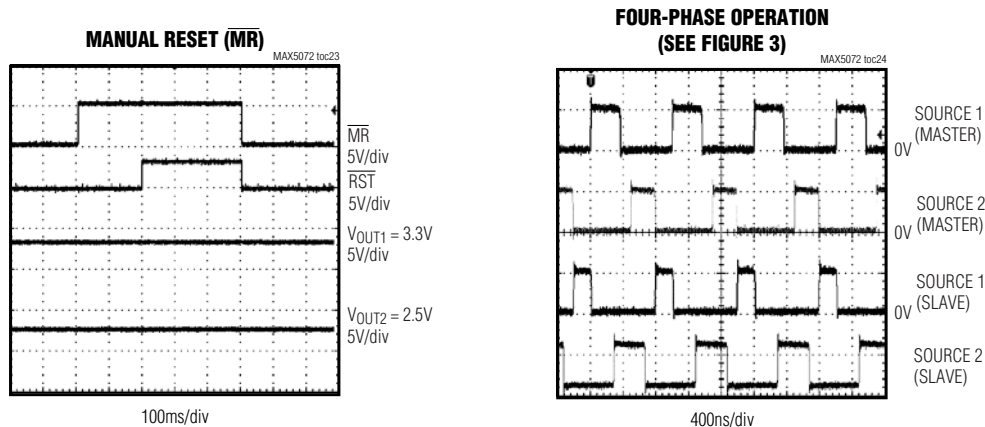 MANUAL RESET (MR)
MAX5072 toc23
MR
5V/div
RST
5V/div
VOUT1 = 3.3V
5V/div
VOUT2 = 2.5V
5V/div
100ms/div
FOUR-PHASE OPERATION
(SEE FIGURE 3)
MAX5072 toc24
SOURCE 1
(MASTER)
0V
SOURCE 2
(MASTER)
0V
SOURCE 1
(SLAVE)
0V
SOURCE 2
(SLAVE)
400ns/div